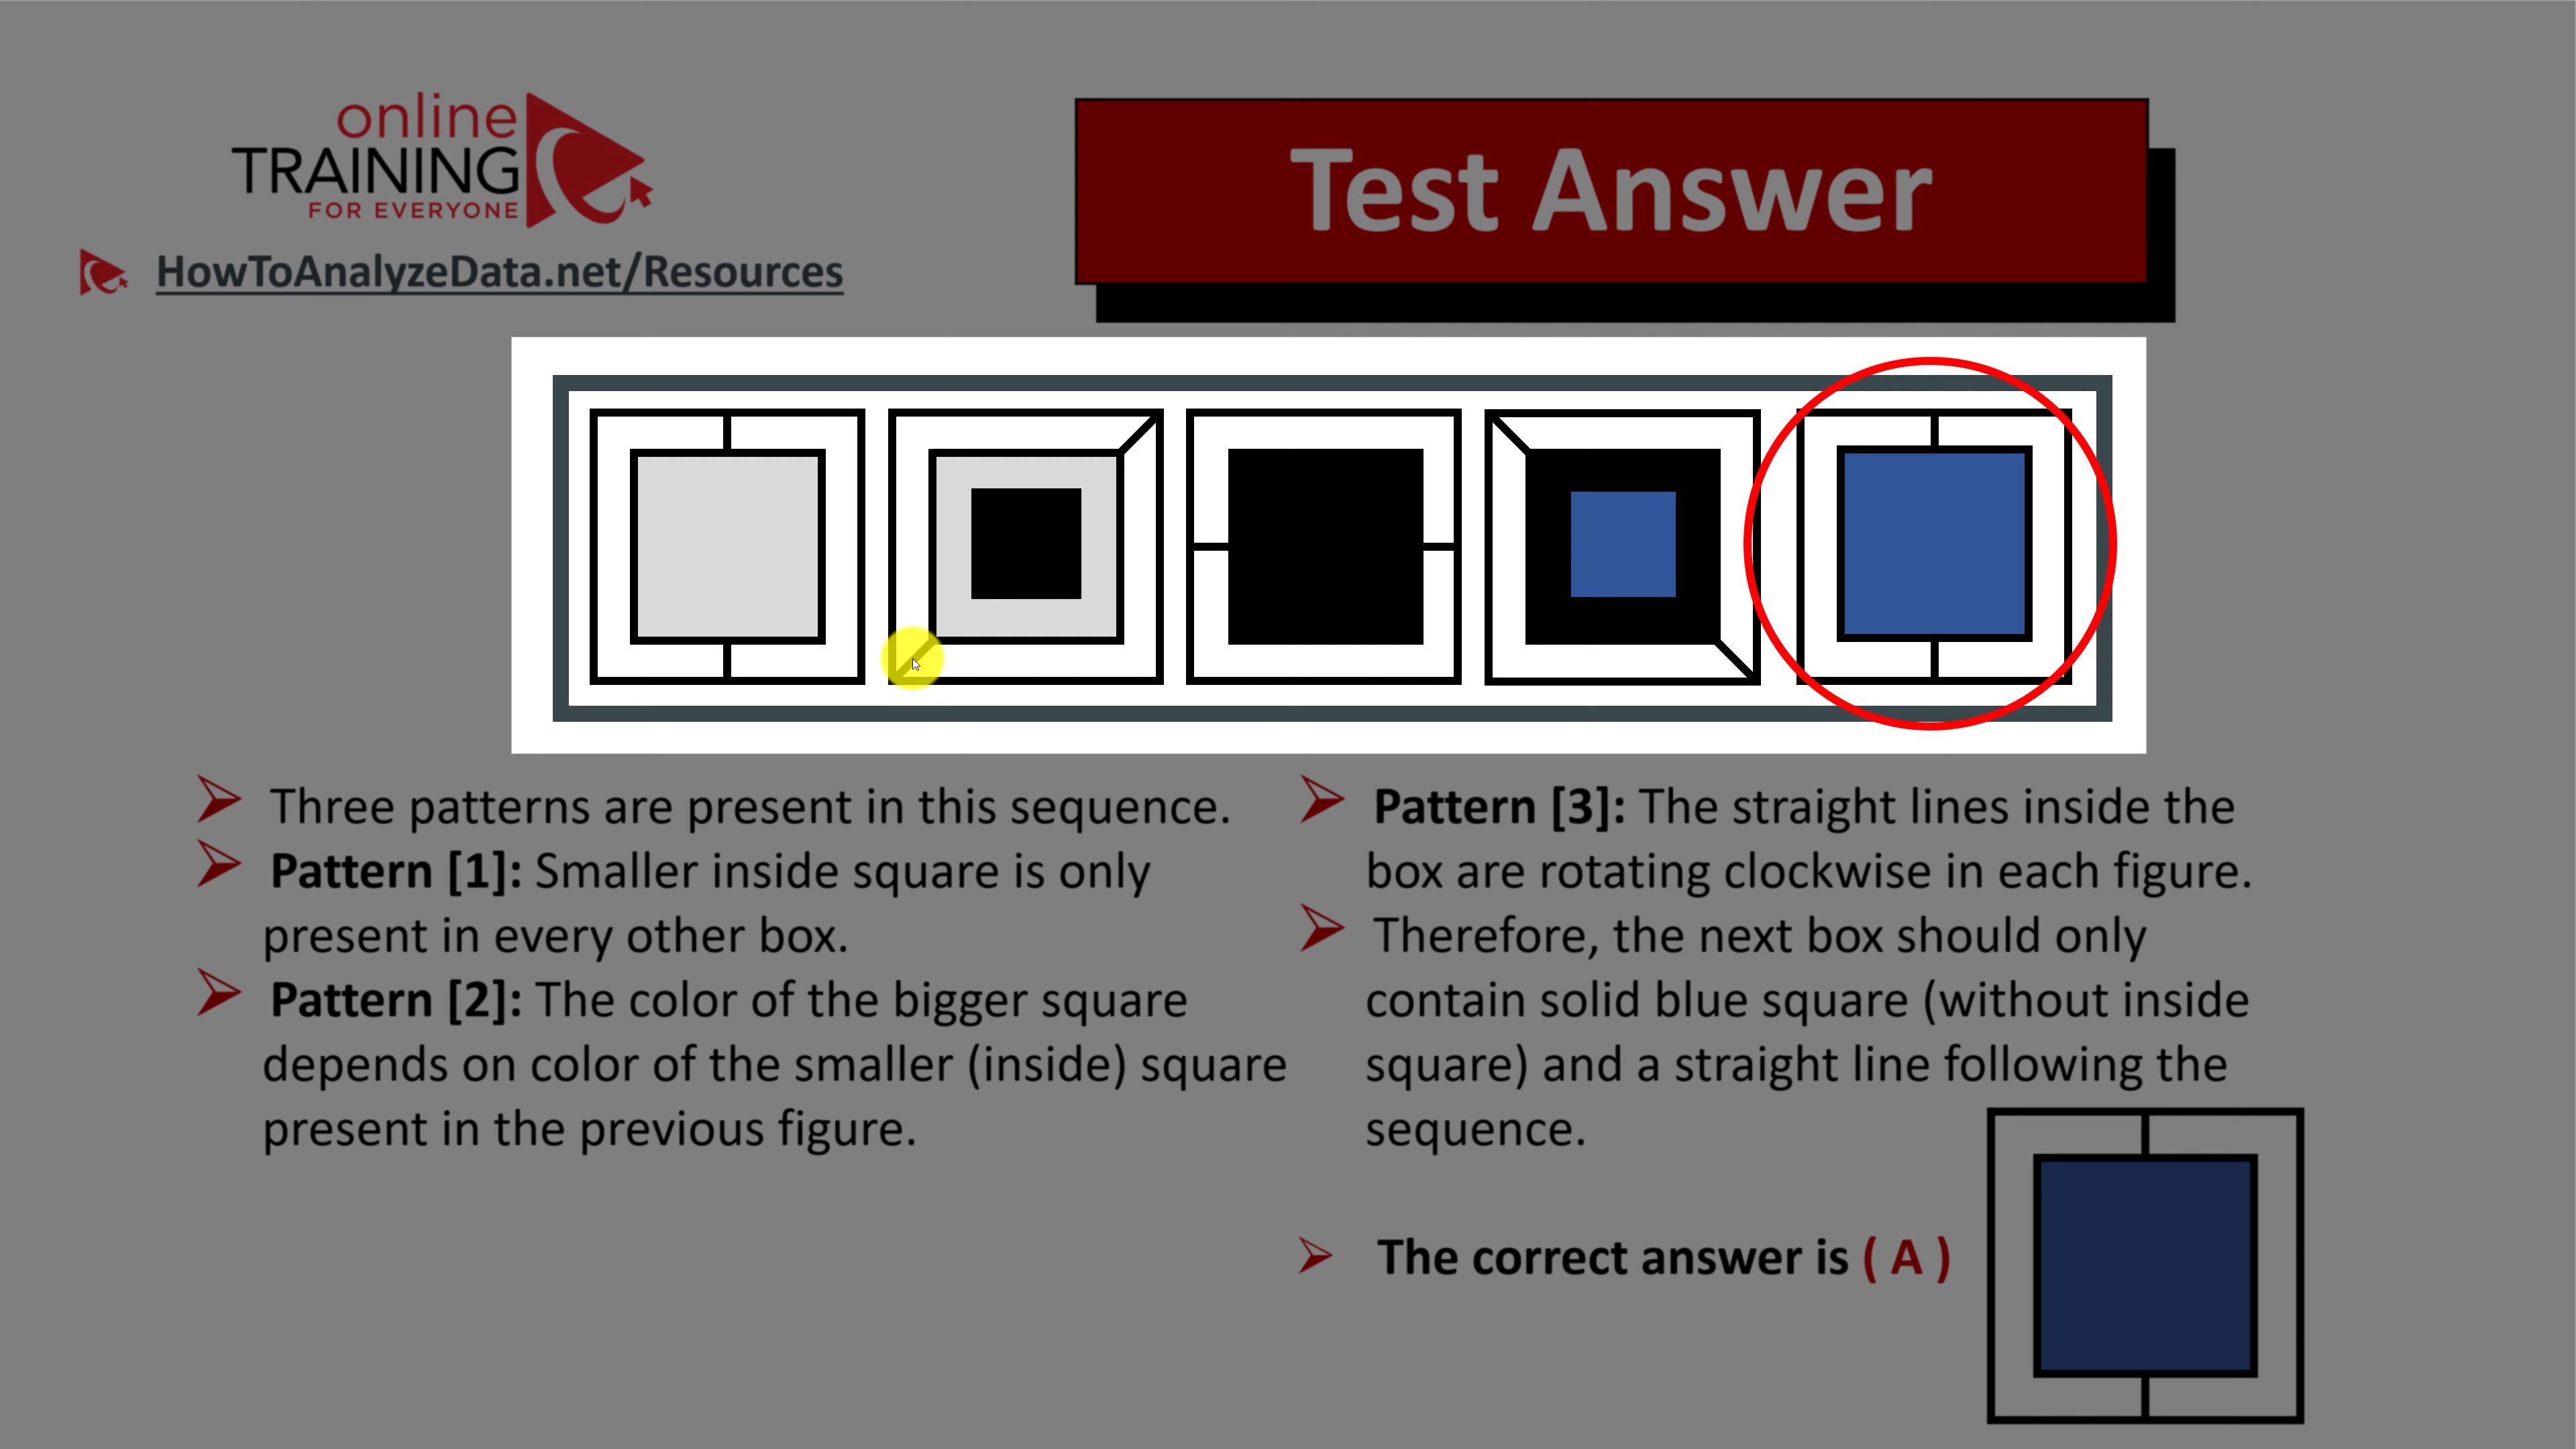 online
TRAINING
FOR EVERYONE
HowToAnalyzeData.net/Resources
Test Answer
Three patterns are present in this sequence.
Pattern [1]: Smaller inside square is only
present in every other box.
Pattern [2]: The color of the bigger square
depends on color of the smaller (inside) square
present in the previous figure.
Pattern [3]: The straight lines inside the
box are rotating clockwise in each figure.
Therefore, the next box should only
contain solid blue square (without inside
square) and a straight line following the
sequence.
The correct answer is ( A )